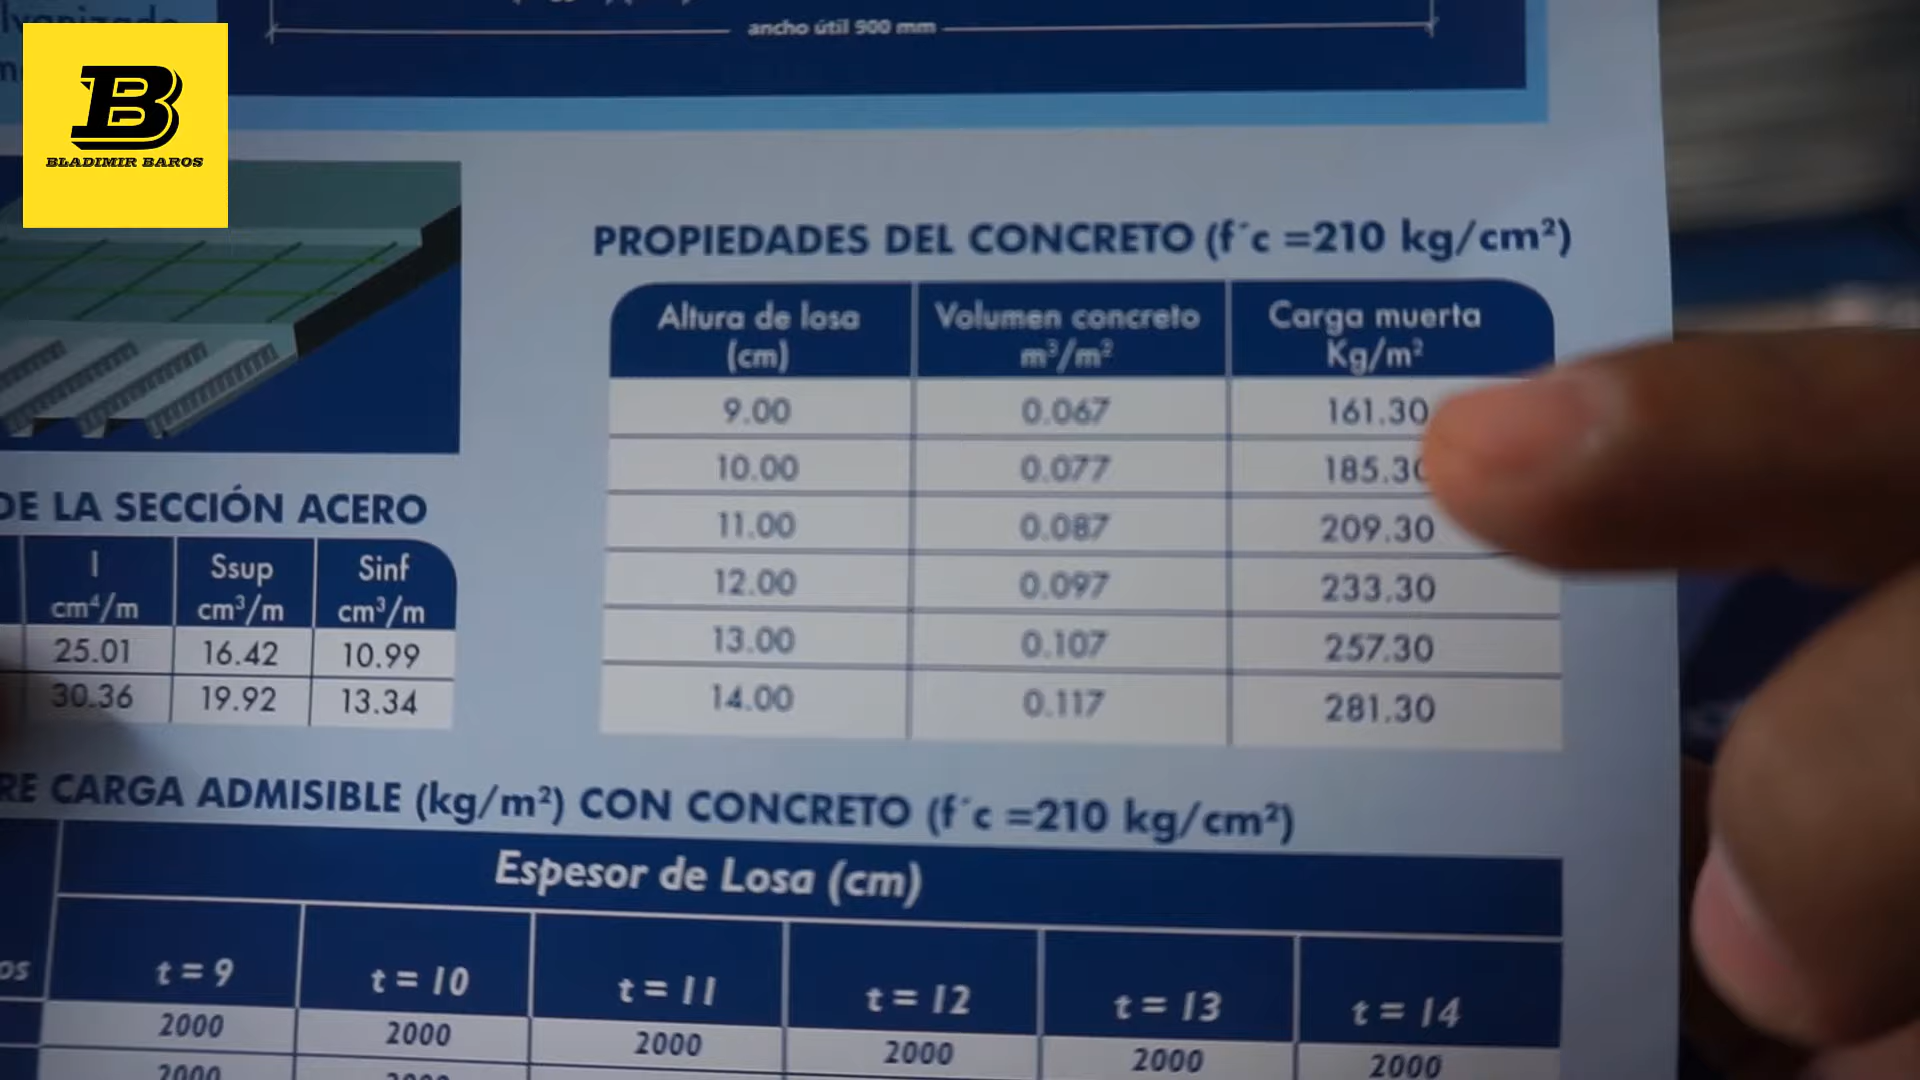 ancho útil 900 mm
B
BLADIMIR BAROS
PROPIEDADES DEL CONCRETO (f´c =210 kg/cm²)
Altura de losa (cm) Volumen concreto m³/m² Carga muerta Kg/m²
9.00 0.067 161.30
10.00 0.077 185.30
11.00 0.087 209.30
12.00 0.097 233.30
13.00 0.107 257.30
14.00 0.117 281.30
DE LA SECCIÓN ACERO
I cm⁴/m Ssup cm³/m Sinf cm³/m
25.01 16.42 10.99
30.36 19.92 13.34
RE CARGA ADMISIBLE (kg/m²) CON CONCRETO (f´c =210 kg/cm²)
Espesor de Losa (cm)
os t = 9 t = 10 t = 11 t = 12 t = 13 t = 14
2000 2000 2000 2000 2000 2000
2000